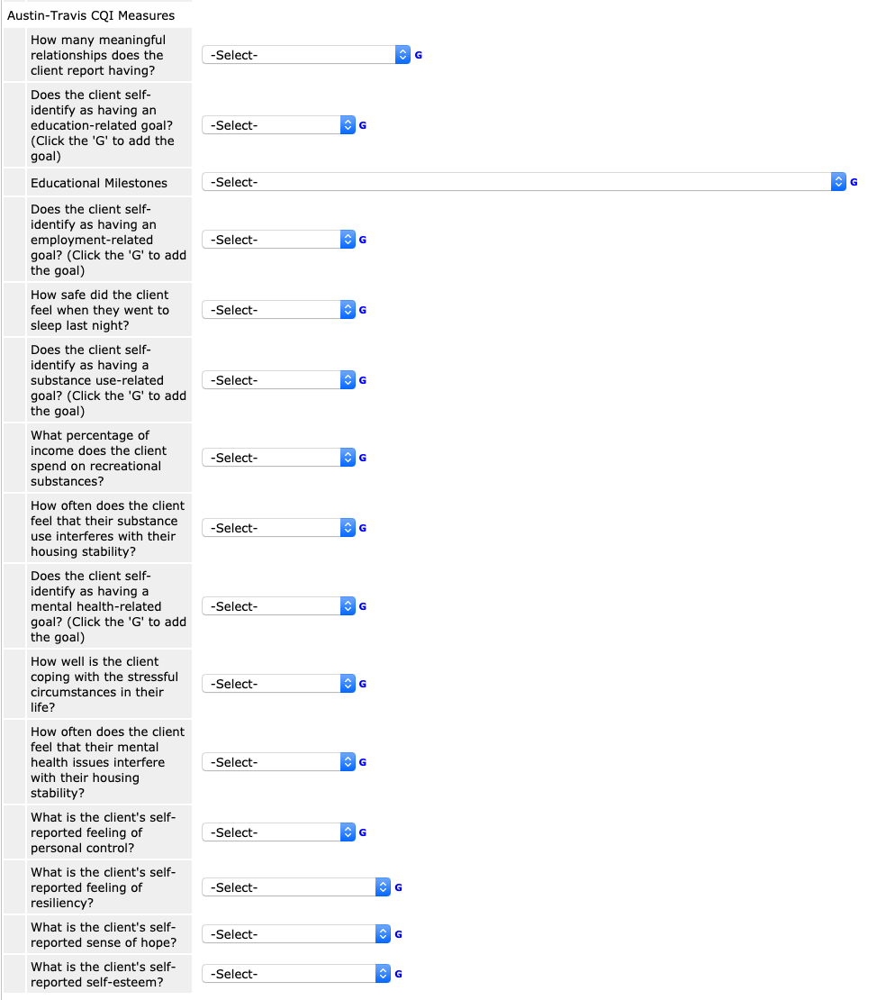 Austin-Travis CQI Measures
How many meaningful
relationships does the
client report having?
-Select- G
Does the client self-
identify as having an
education-related goal?
(Click the 'G' to add the
goal)
-Select- G
Educational Milestones
-Select- G
Does the client self-
identify as having an
employment-related
goal? (Click the 'G' to add
the goal)
-Select- G
How safe did the client
feel when they went to
sleep last night?
-Select- G
Does the client self-
identify as having a
substance use-related
goal? (Click the 'G' to add
the goal)
-Select- G
What percentage of
income does the client
spend on recreational
substances?
-Select- G
How often does the client
feel that their substance
use interferes with their
housing stability?
-Select- G
Does the client self-
identify as having a
mental health-related
goal? (Click the 'G' to add
the goal)
-Select- G
How well is the client
coping with the stressful
circumstances in their
life?
-Select- G
How often does the client
feel that their mental
health issues interfere
with their housing
stability?
-Select- G
What is the client's self-
reported feeling of
personal control?
-Select- G
What is the client's self-
reported feeling of
resiliency?
-Select- G
What is the client's self-
reported sense of hope?
-Select- G
What is the client's self-
reported self-esteem?
-Select- G